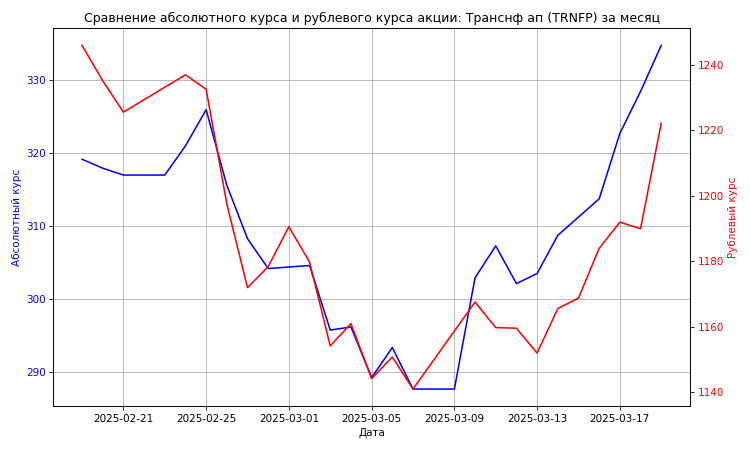 Сравнение абсолютного курса и рублевого курса акции: Транснф ап (TRNFP) за месяц
Абсолютный курс
330
320
310
300
290
1240
1220
1200
1180
1160
1140
Рублевый курс
2025-02-21 2025-02-25 2025-03-01 2025-03-05 2025-03-09 2025-03-13 2025-03-17
Дата